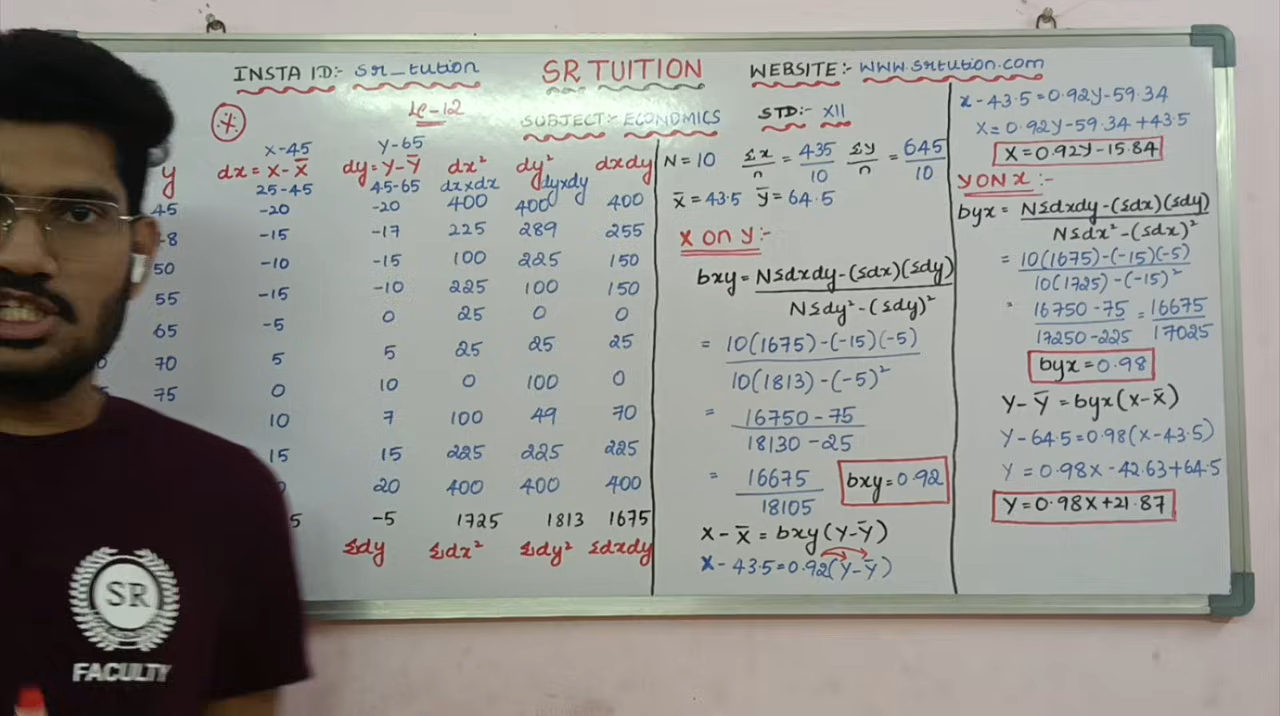 INSTA ID:- sr_tution SR TUITION WEBSITE:- www.srtution.com
LC-12
SUBJECT:- ECONOMICS STD:- XII
X-45 Y-65
y dx = x-x̄ dy = Y-Ȳ dx² dy² dxdy
25-45 45-65 dx×dx dy×dy
45 -20 -20 400 400 400
-8 -15 -17 225 289 255
50 -10 -15 100 225 150
55 -15 -10 225 100 150
65 -5 0 25 0 0
70 5 5 25 25 25
75 0 10 0 100 0
10 7 100 49 70
15 15 225 225 225
20 400 400 400
5 -5 1725 1813 1675
Σdy Σdx² Σdy² Σdxdy
N = 10 Σx/n = 435/10 Σy/n = 645/10
x̄ = 43.5 ȳ = 64.5
X on Y:-
bxy = NΣdxdy-(Σdx)(Σdy)
NΣdy²-(Σdy)²
= 10(1675)-(-15)(-5)
10(1813)-(-5)²
= 16750-75
18130-25
= 16675
18105
bxy = 0.92
X-X̄ = bxy(Y-Ȳ)
X-43.5=0.92(Y-Ȳ)
x-43.5=0.92y-59.34
X=0.92Y-59.34+43.5
X=0.92Y-15.84
Y ON X:-
byx = NΣdxdy-(Σdx)(Σdy)
NΣdx²-(Σdx)²
= 10(1675)-(-15)(-5)
10(1725)-(-15)²
= 16750-75 = 16675
17250-225 17025
byx=0.98
Y-Ȳ=byx(X-X̄)
Y-64.5=0.98(X-43.5)
Y=0.98X-42.63+64.5
Y=0.98X+21.87
SR
FACULTY